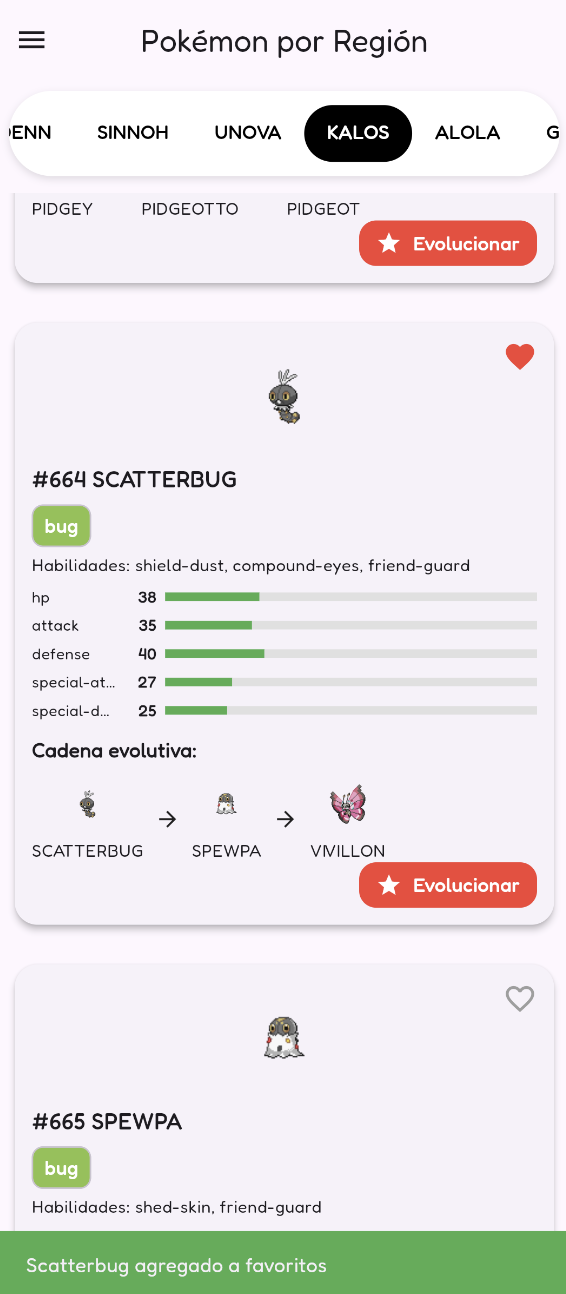 Pokémon por Región
ENN SINNOH UNOVA KALOS ALOLA G
PIDGEY PIDGEOTTO PIDGEOT
Evolucionar
#664 SCATTERBUG
bug
Habilidades: shield-dust, compound-eyes, friend-guard
hp 38
attack 35
defense 40
special-at... 27
special-d... 25
Cadena evolutiva:
SCATTERBUG SPEWPA VIVILLON
Evolucionar
#665 SPEWPA
bug
Habilidades: shed-skin, friend-guard
Scatterbug agregado a favoritos